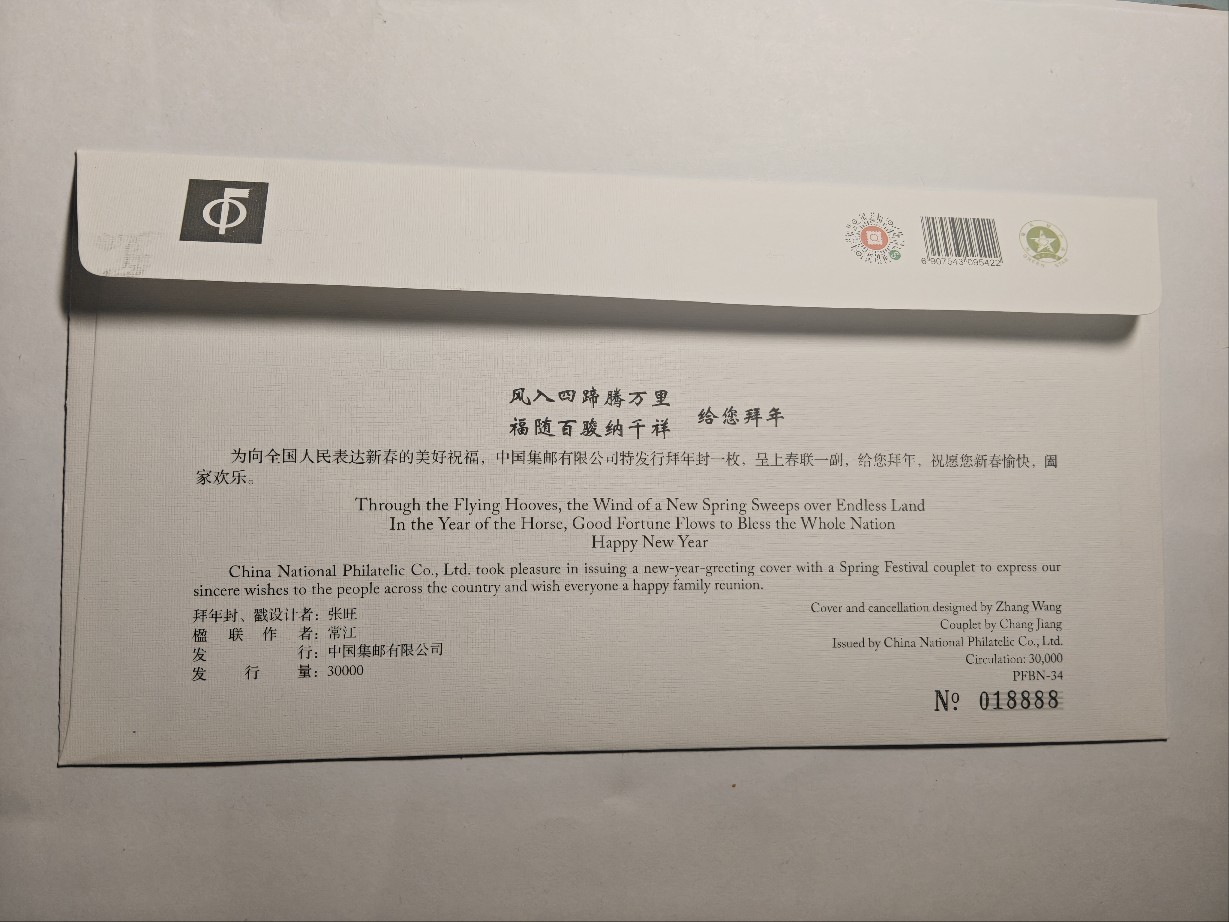 6 907543 095422
风入四蹄腾万里
福随百骏纳千祥
给您拜年
为向全国人民表达新春的美好祝福，中国集邮有限公司特发行拜年封一枚，呈上春联一副，给您拜年，祝愿您新春愉快，阖
家欢乐。
Through the Flying Hooves, the Wind of a New Spring Sweeps over Endless Land
In the Year of the Horse, Good Fortune Flows to Bless the Whole Nation
Happy New Year
China National Philatelic Co., Ltd. took pleasure in issuing a new-year-greeting cover with a Spring Festival couplet to express our
sincere wishes to the people across the country and wish everyone a happy family reunion.
拜年封、戳设计者：张旺
楹联作者：常江
发行：中国集邮有限公司
发行量：30000
Cover and cancellation designed by Zhang Wang
Couplet by Chang Jiang
Issued by China National Philatelic Co., Ltd.
Circulation: 30,000
PFBN-34
Nº 018888